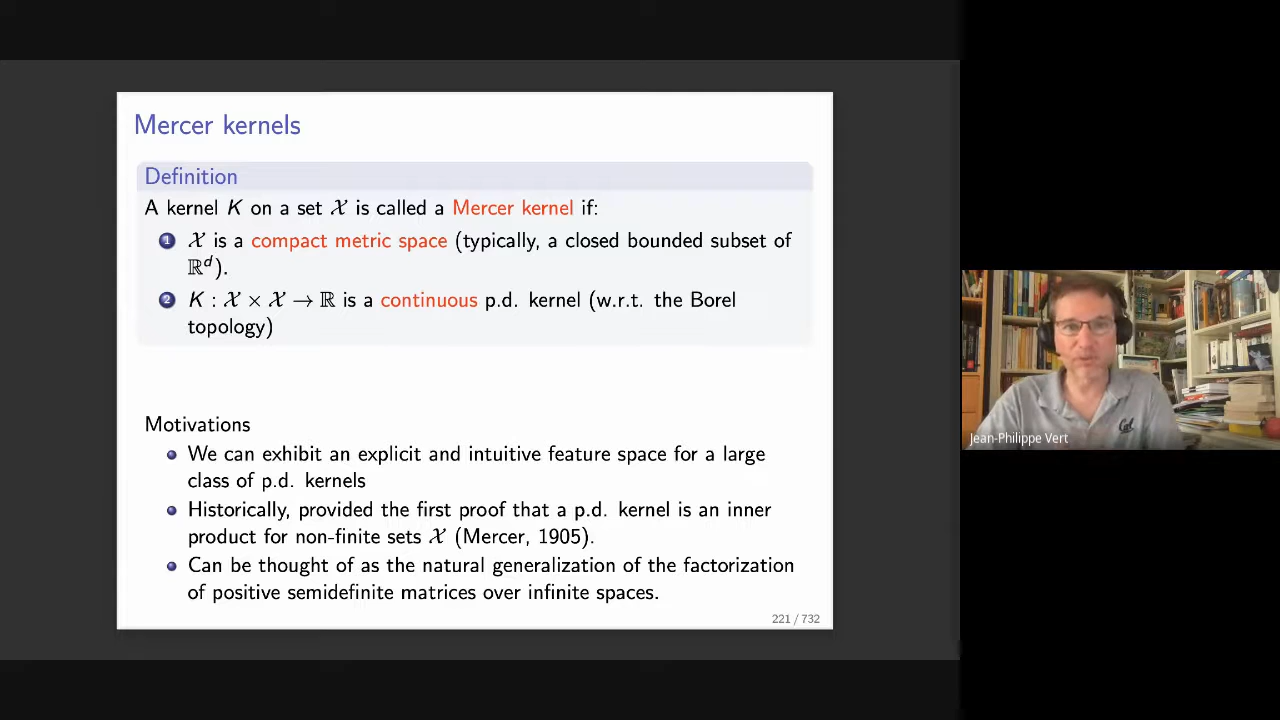 Mercer kernels
Definition
A kernel K on a set 𝒳 is called a Mercer kernel if:
1 𝒳 is a compact metric space (typically, a closed bounded subset of
ℝᵈ).
2 K : 𝒳 × 𝒳 → ℝ is a continuous p.d. kernel (w.r.t. the Borel
topology)
Motivations
We can exhibit an explicit and intuitive feature space for a large
class of p.d. kernels
Historically, provided the first proof that a p.d. kernel is an inner
product for non-finite sets 𝒳 (Mercer, 1905).
Can be thought of as the natural generalization of the factorization
of positive semidefinite matrices over infinite spaces.
221 / 732
Cal
Jean-Philippe Vert